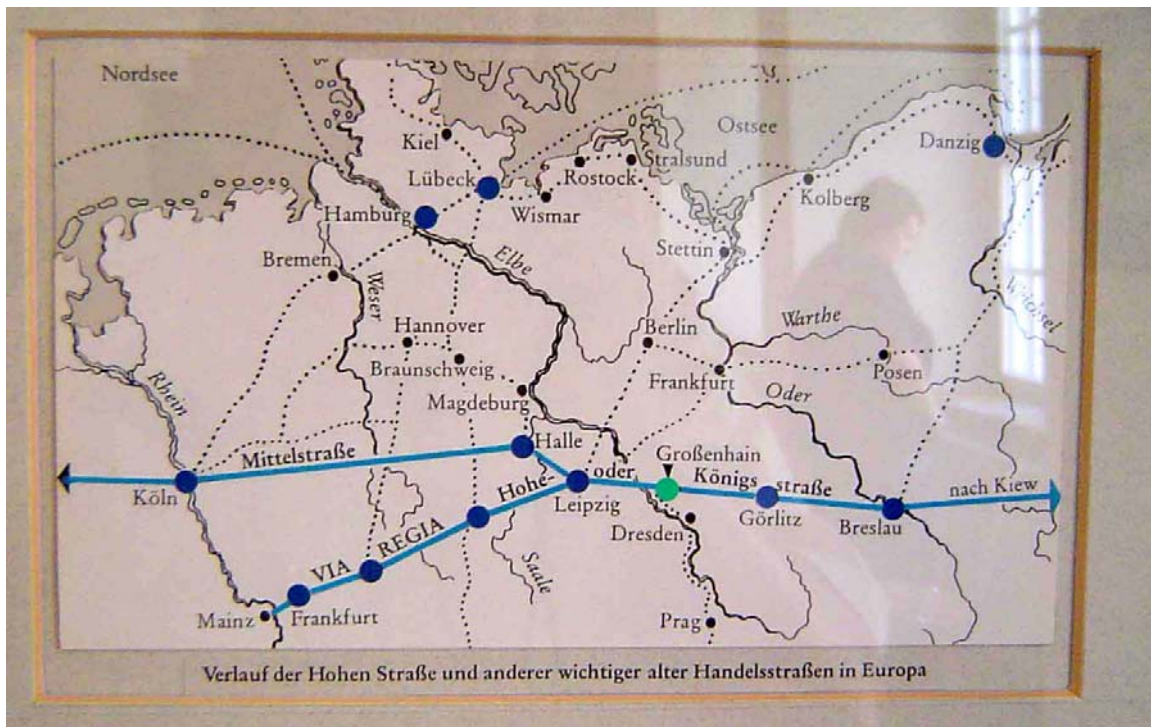 Nordsee
Ostsee
Kiel
Danzig
Lübeck
Stralsund
Rostock
Hamburg
Wismar
Kolberg
Bremen
Elbe
Stettin
Weser
Weichsel
Hannover
Berlin
Warthe
Braunschweig
Frankfurt
Posen
Rhein
Magdeburg
Oder
Mittelstraße
Halle
Großenhain
Köln
Hohe- oder Königsstraße
nach Kiew
Leipzig
Görlitz
Breslau
Dresden
VIA REGIA
Saale
Mainz
Frankfurt
Prag
Verlauf der Hohen Straße und anderer wichtiger alter Handelsstraßen in Europa